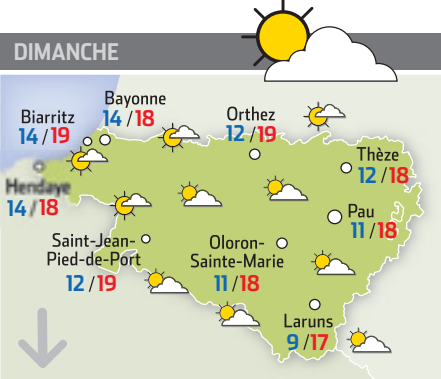 DIMANCHE
Bayonne
14/18
Biarritz
14/19
Orthez
12/19
Thèze
12/18
Hendaye
14/18
Pau
11/18
Saint-Jean-
Pied-de-Port
12/19
Oloron-
Sainte-Marie
11/18
Laruns
9/17